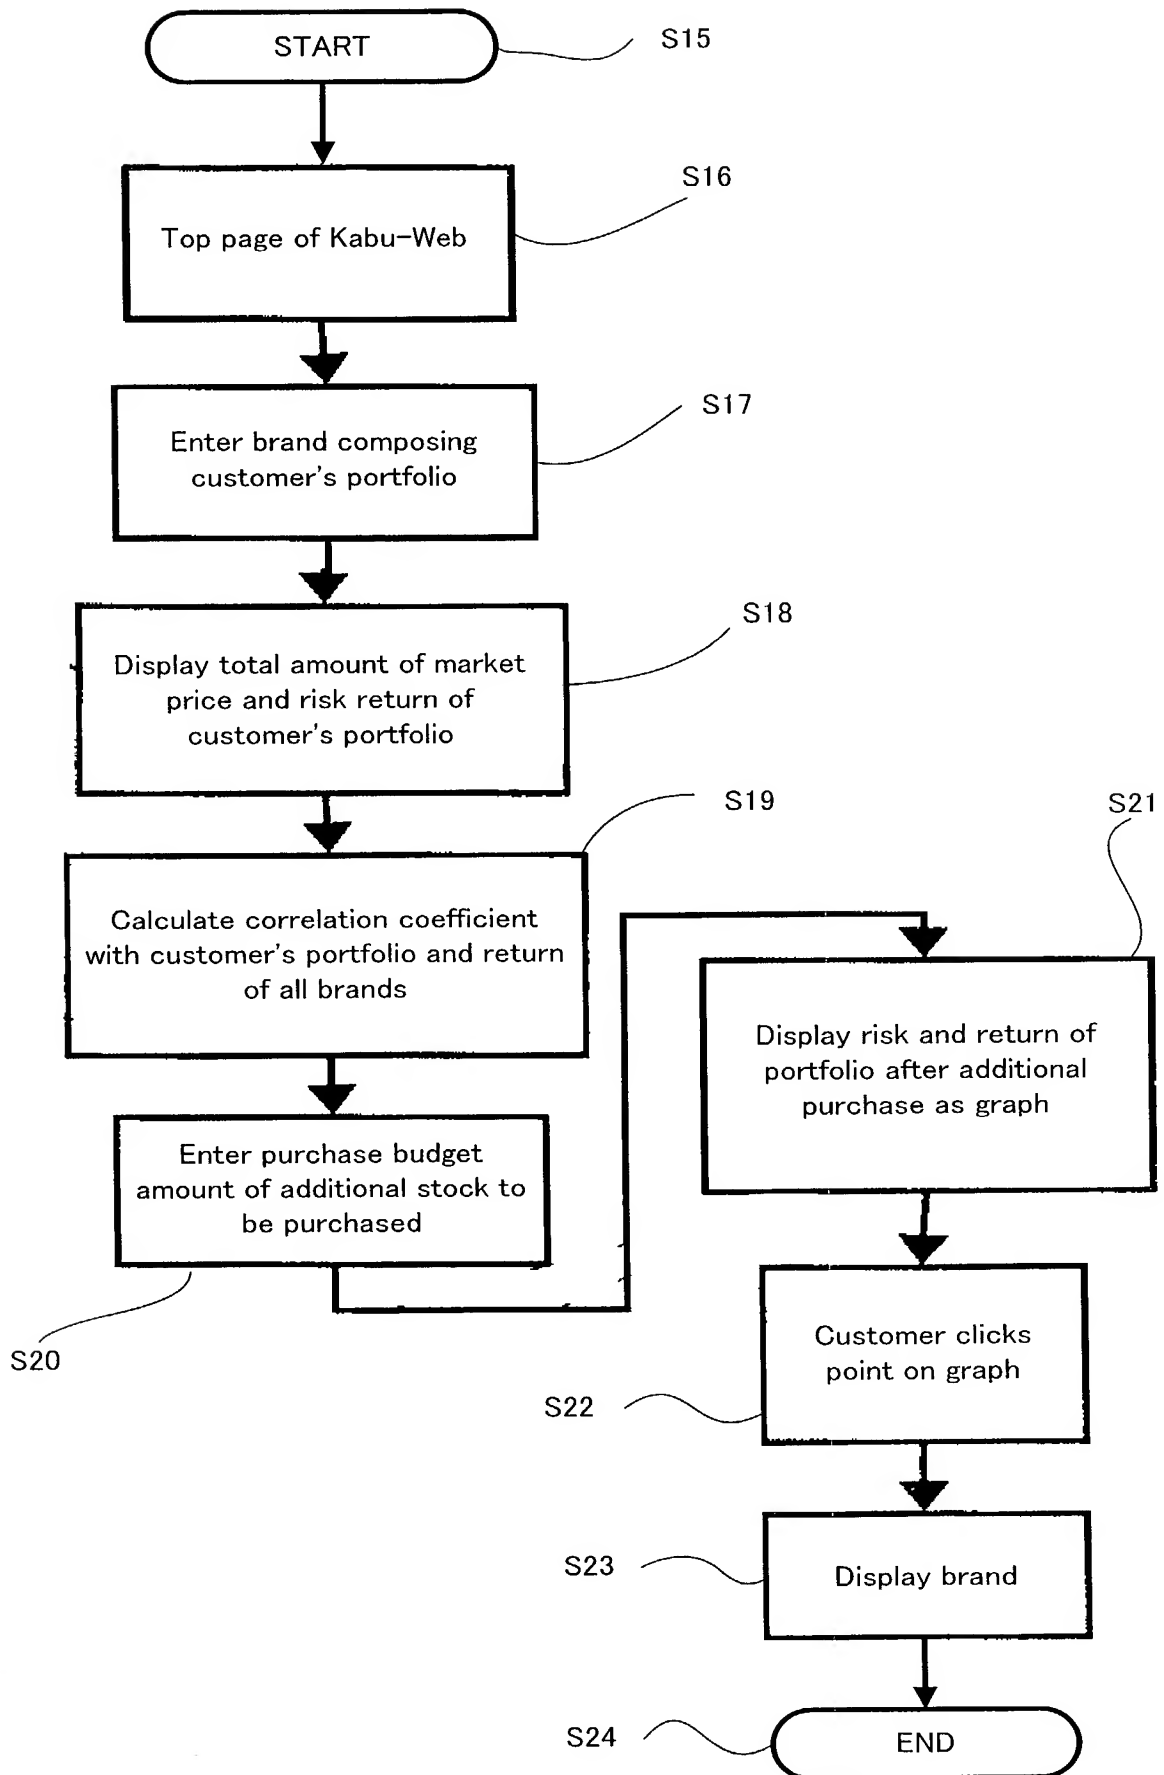 START
S15
S16
Top page of Kabu-Web
S17
Enter brand composing
customer's portfolio
S18
Display total amount of market
price and risk return of
customer's portfolio
S19
Calculate correlation coefficient
with customer's portfolio and return
of all brands
Enter purchase budget
amount of additional stock to
be purchased
S20
S21
Display risk and return of
portfolio after additional
purchase as graph
Customer clicks
point on graph
S22
S23
Display brand
S24
END